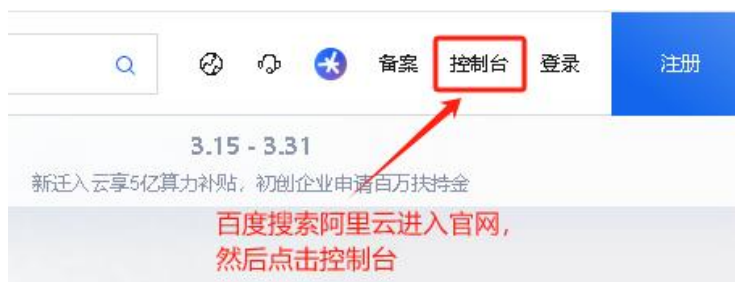 备案 控制台 登录 注册
3.15 - 3.31
新迁入云享5亿算力补贴，初创企业申请百万扶持金
百度搜索阿里云进入官网，
然后点击控制台